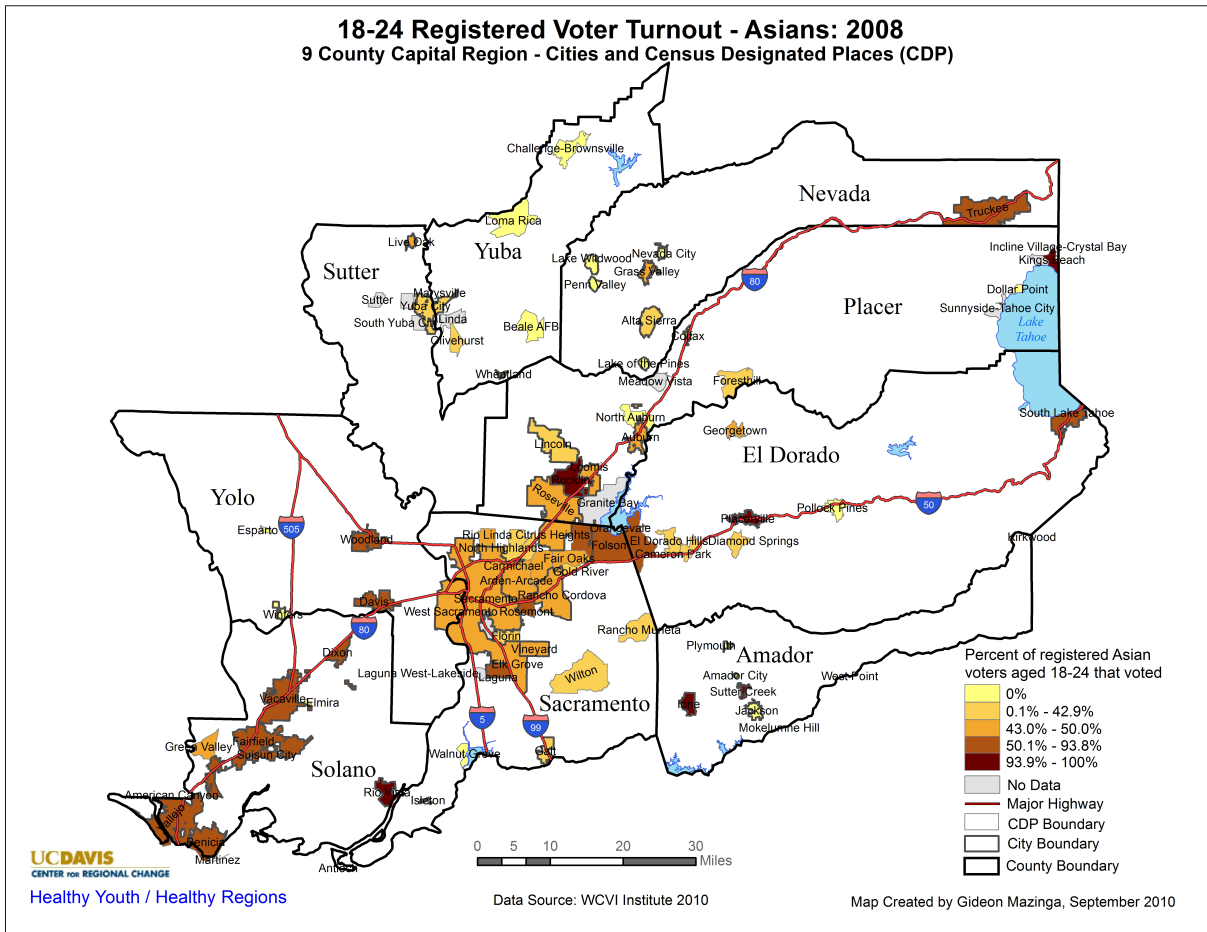 18-24 Registered Voter Turnout - Asians: 2008
9 County Capital Region - Cities and Census Designated Places (CDP)
Challenge-Brownsville
Nevada
Truckee
Loma Rica
Yuba
Live Oak
Nevada City
Incline Village-Crystal Bay
Kings Beach
Lake Wildwood
Grass Valley
Sutter
80
Penn Valley
Dollar Point
Marysville
Sutter
Yuba City
Placer
Sunnyside-Tahoe City
South Yuba City
Linda
Beale AFB
Alta Sierra
Lake
Tahoe
Olivehurst
Colfax
Lake of the Pines
Wheatland
Meadow Vista
Foresthill
North Auburn
South Lake Tahoe
Auburn
Georgetown
Lincoln
El Dorado
Loomis
Rocklin
Yolo
Roseville
Granite Bay
Pollock Pines
50
Placerville
Esparto
505
Orangevale
Woodland
Rio Linda
Citrus Heights
Kirkwood
North Highlands
Folsom
El Dorado Hills
Diamond Springs
Cameron Park
Fair Oaks
Carmichael
Gold River
Arden-Arcade
Davis
Sacramento
Rancho Cordova
Winters
West Sacramento
Rosemont
80
Rancho Murieta
Florin
Plymouth
Vineyard
Dixon
Amador
Elk Grove
Laguna West-Lakeside
Laguna
Wilton
Amador City
West Point
Sutter Creek
Vacaville
Elmira
Ione
Jackson
Sacramento
5
99
Mokelumne Hill
Green Valley
Fairfield
Suisun City
Walnut Grove
Galt
Solano
American Canyon
Rio Vista
Isleton
Vallejo
Benicia
Martinez
Antioch
Percent of registered Asian
voters aged 18-24 that voted
0%
0.1% - 42.9%
43.0% - 50.0%
50.1% - 93.8%
93.9% - 100%
No Data
Major Highway
CDP Boundary
City Boundary
County Boundary
0 5 10 20 30 Miles
UCDAVIS
CENTER FOR REGIONAL CHANGE
Healthy Youth / Healthy Regions
Data Source: WCVI Institute 2010
Map Created by Gideon Mazinga, September 2010